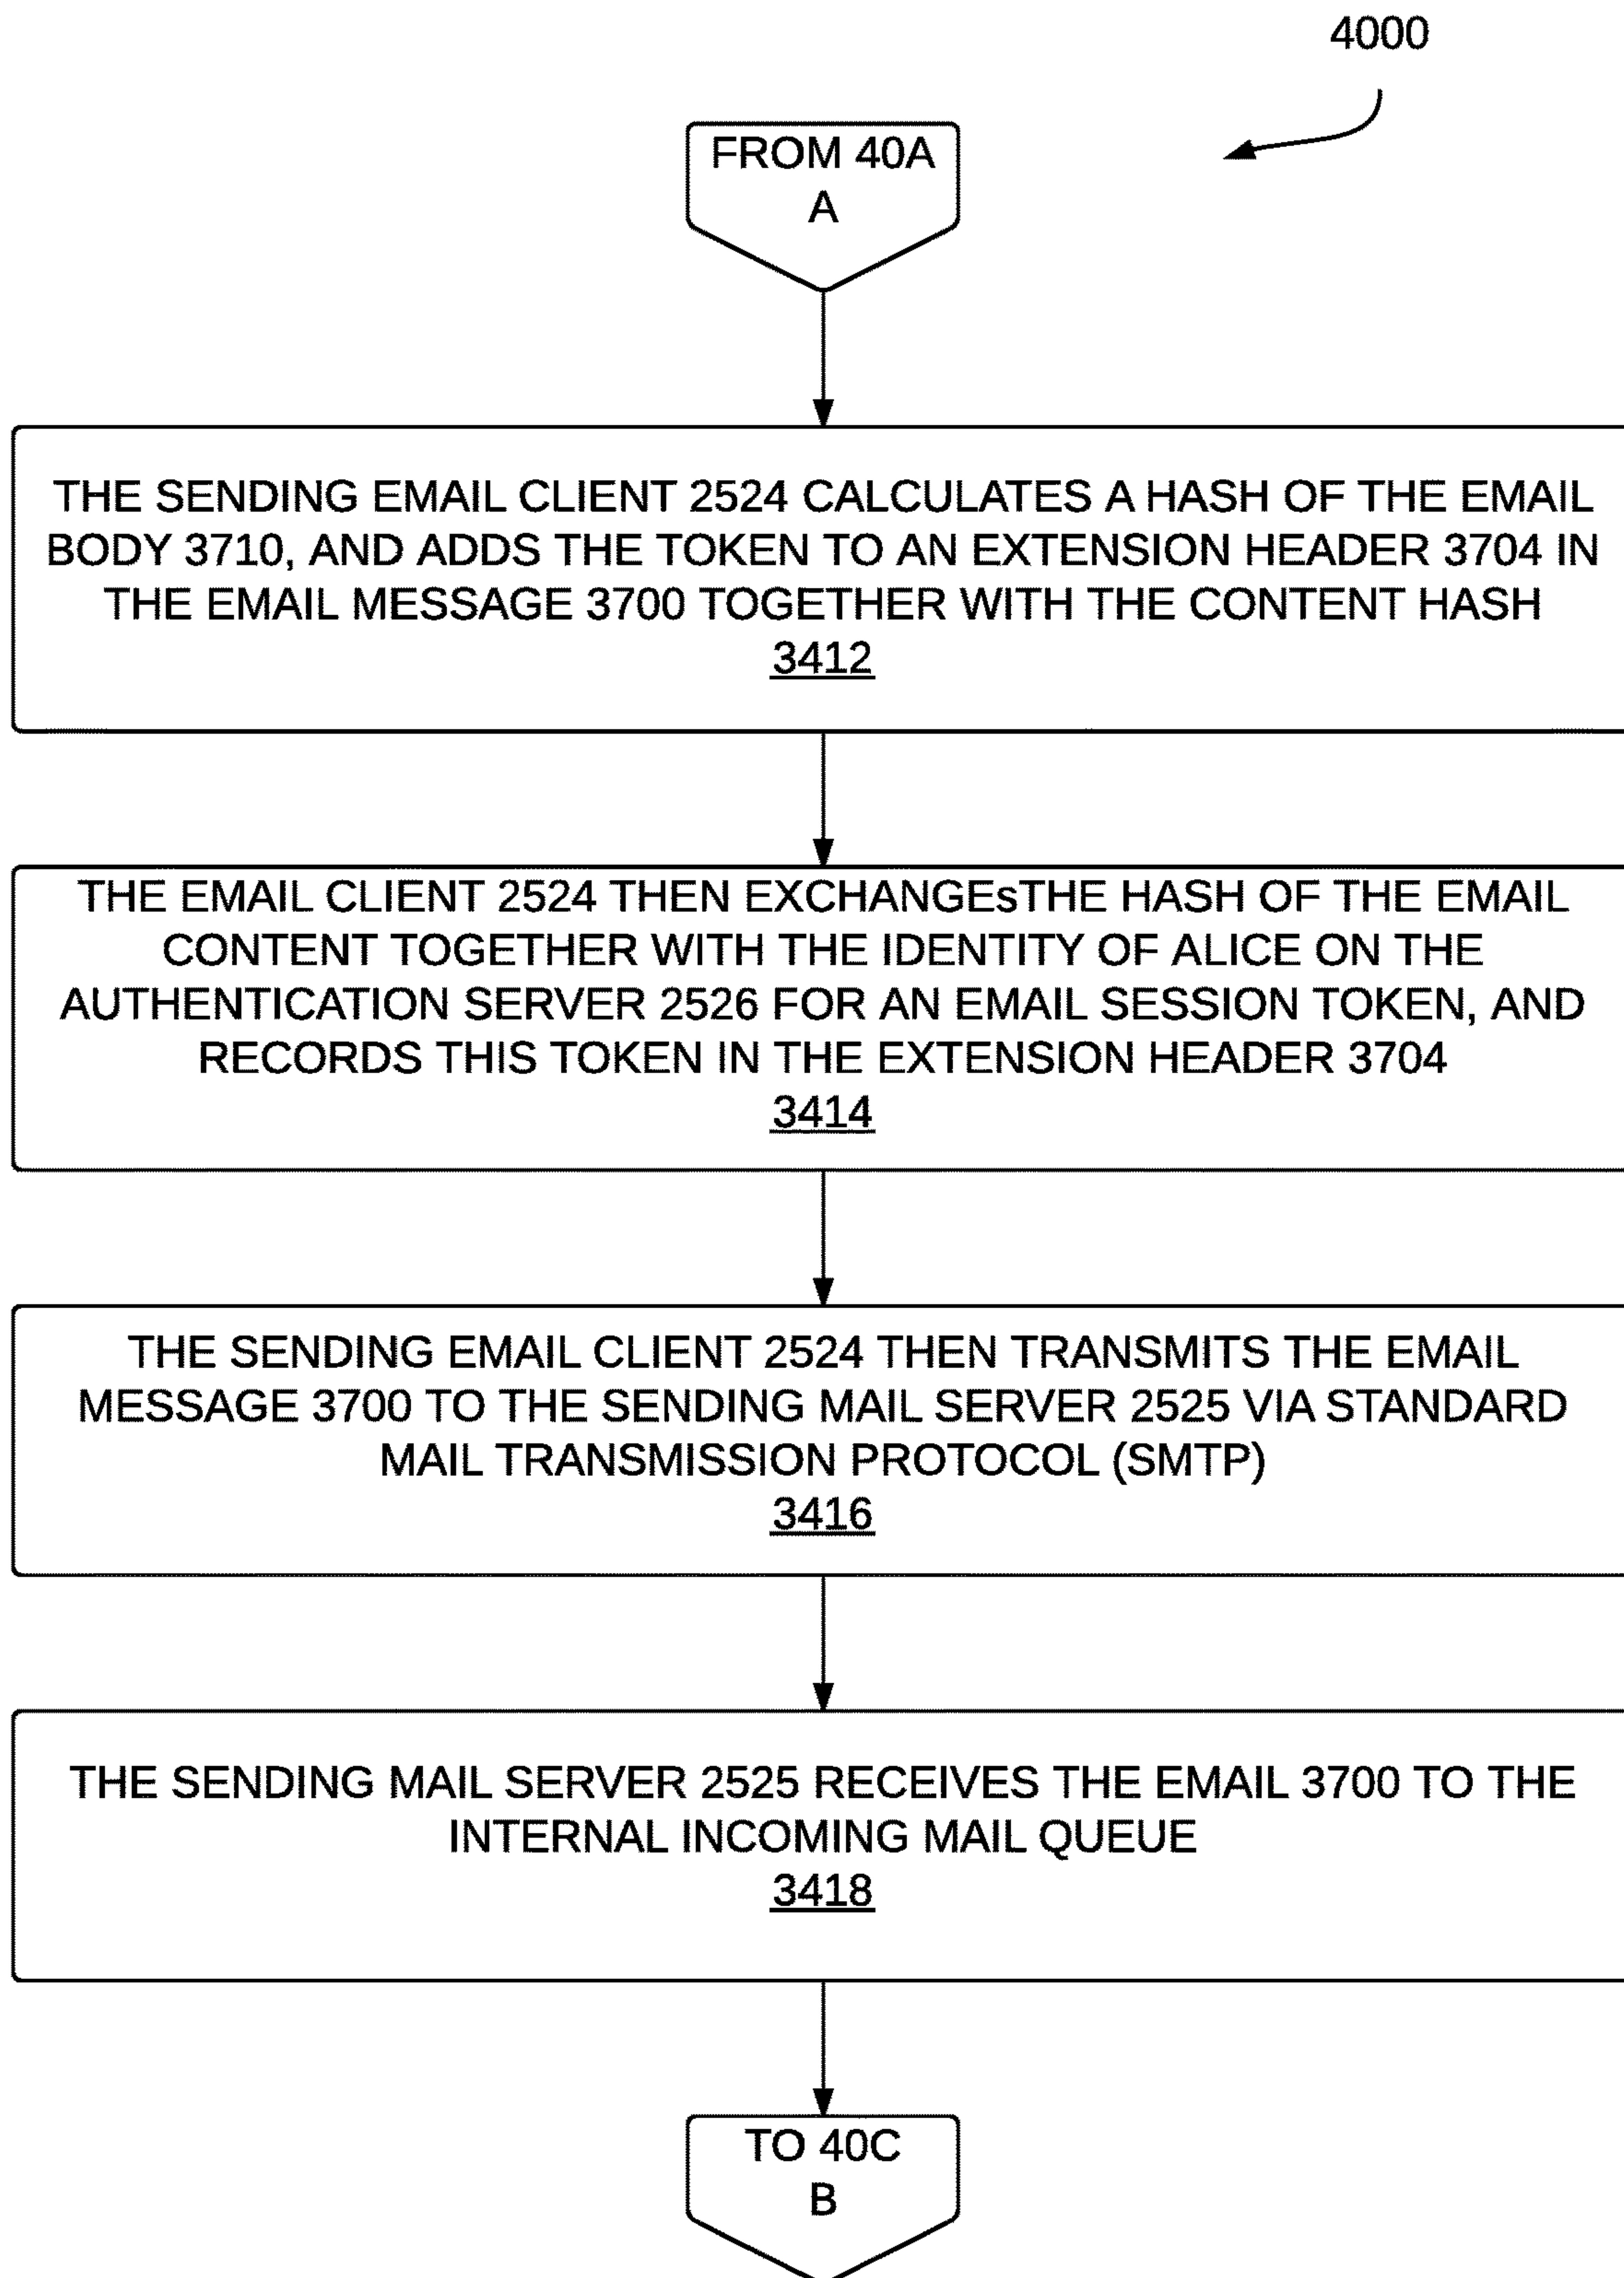 4000
FROM 40A
A
THE SENDING EMAIL CLIENT 2524 CALCULATES A HASH OF THE EMAIL
BODY 3710, AND ADDS THE TOKEN TO AN EXTENSION HEADER 3704 IN
THE EMAIL MESSAGE 3700 TOGETHER WITH THE CONTENT HASH
3412
THE EMAIL CLIENT 2524 THEN EXCHANGEsTHE HASH OF THE EMAIL
CONTENT TOGETHER WITH THE IDENTITY OF ALICE ON THE
AUTHENTICATION SERVER 2526 FOR AN EMAIL SESSION TOKEN, AND
RECORDS THIS TOKEN IN THE EXTENSION HEADER 3704
3414
THE SENDING EMAIL CLIENT 2524 THEN TRANSMITS THE EMAIL
MESSAGE 3700 TO THE SENDING MAIL SERVER 2525 VIA STANDARD
MAIL TRANSMISSION PROTOCOL (SMTP)
3416
THE SENDING MAIL SERVER 2525 RECEIVES THE EMAIL 3700 TO THE
INTERNAL INCOMING MAIL QUEUE
3418
TO 40C
B